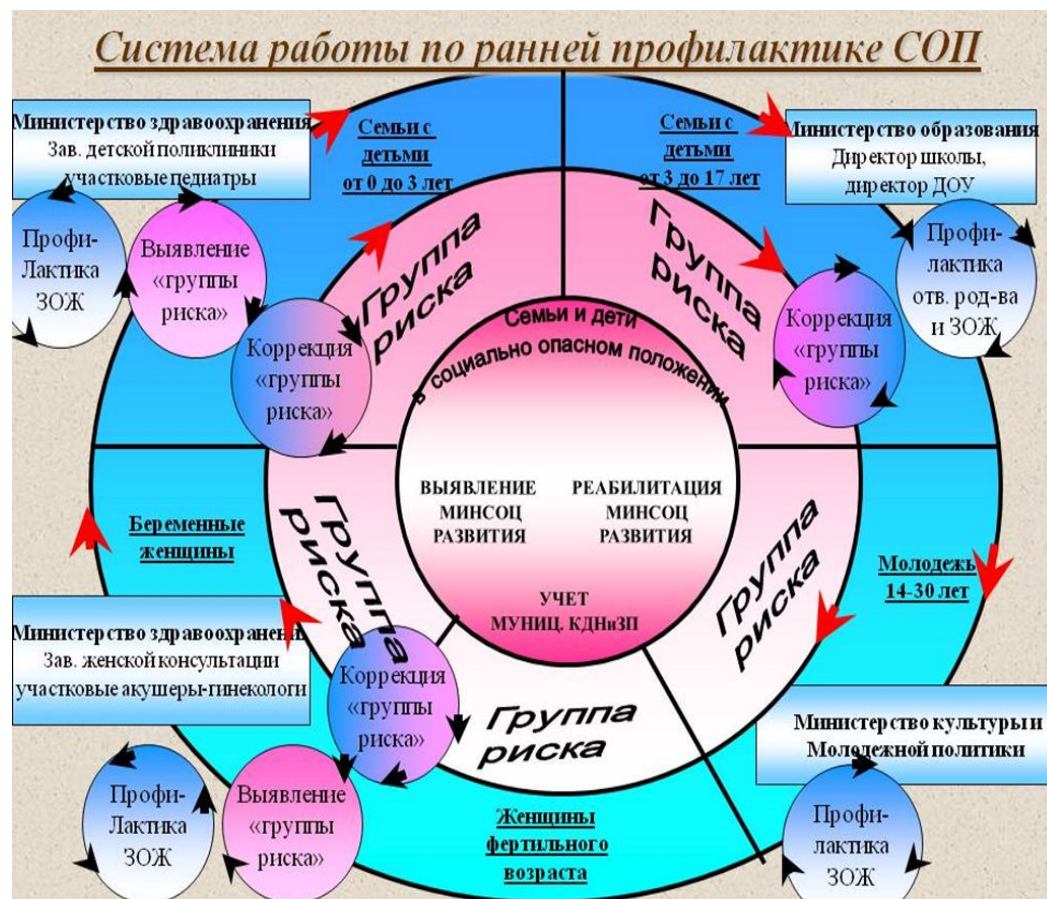 Система работы по ранней профилактике СОП
Министерство здравоохранения
Зав. детской поликлиники
участковые педиатры
Семьи с
детьми
от 0 до 3 лет
Семьи с
детьми
от 3 до 17 лет
Министерство образования
Директор школы,
директор ДОУ
Профи-
Лактика
ЗОЖ
Выявление
«группы
риска»
Коррекция
«группы
риска»
Группа
риска
Группа
риска
Коррекция
«группы
риска»
Профи-
лактика
отв. род-ва
и ЗОЖ
Семьи и дети
в социально опасном положении
ВЫЯВЛЕНИЕ
МИНСОЦ
РАЗВИТИЯ
РЕАБИЛИТАЦИЯ
МИНСОЦ
РАЗВИТИЯ
УЧЕТ
МУНИЦ. КДНиЗП
Беременные
женщины
Группа
риска
Группа
риска
Молодежь
14-30 лет
Министерство здравоохранени
Зав. женской консультации
участковые акушеры-гинекологи
Коррекция
«группы
риска»
Группа
риска
Министерство культуры и
Молодежной политики
Профи-
Лактика
ЗОЖ
Выявление
«группы
риска»
Женщины
фертильного
возраста
Профи-
лактика
ЗОЖ